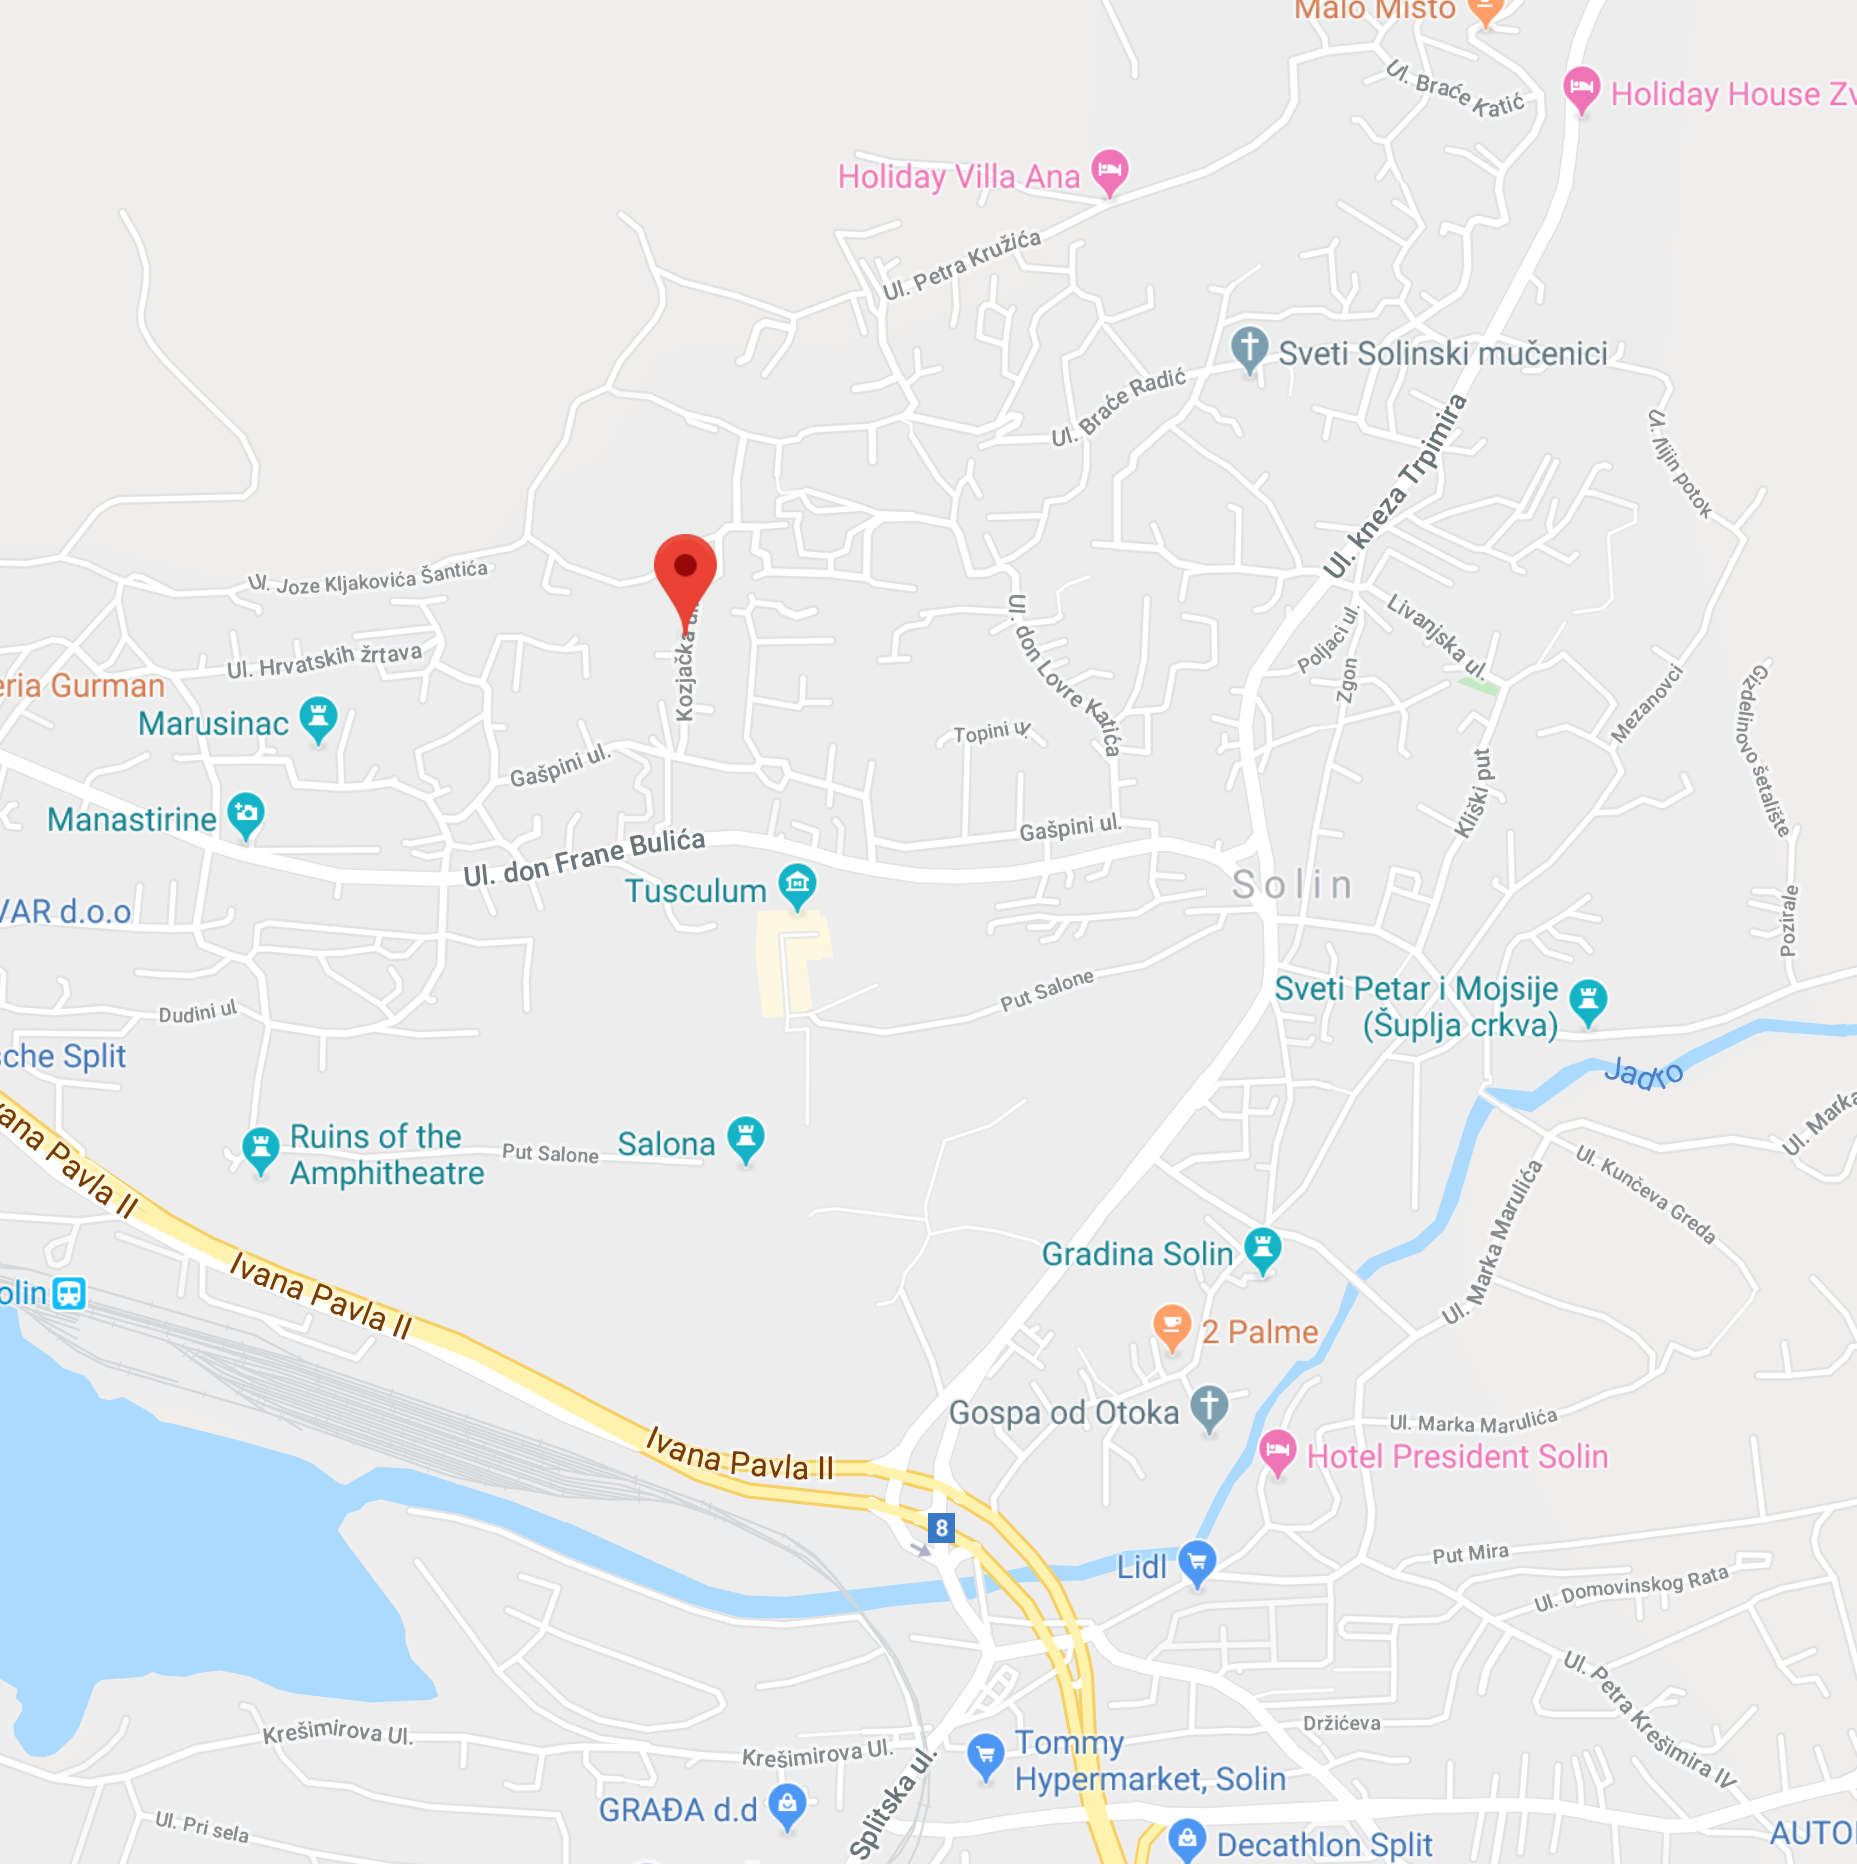 Malo Misto
Ul. Braće Katić
Holiday House Zv
Holiday Villa Ana
Ul. Petra Kružića
Sveti Solinski mučenici
Ul. Braće Radić
Ul. kneza Trpimira
Ul. Ilijin potok
Ul. Joze Kljakovića Šantića
Kozjačka ul.
Ul. don Lovre Katića
Livanjska ul.
Poljaci ul.
Zgon
Ul. Hrvatskih žrtava
eria Gurman
Marusinac
Mezanovci
Gizdelinovo šetalište
Topini
Gašpini ul.
Kliški put
Manastirine
Ul. don Frane Bulića
Gašpini ul.
Tusculum
Solin
VAR d.o.o
Pozirale
Put Salone
Sveti Petar i Mojsije
(Šuplja crkva)
Dudini ul
sche Split
Jadro
Ul. Marka
Ivana Pavla II
Ruins of the
Amphitheatre
Put Salone
Salona
Ul. Kunčeva Greda
Ul. Marka Marulića
Gradina Solin
Ivana Pavla II
olin
2 Palme
Gospa od Otoka
Ul. Marka Marulića
Hotel President Solin
Ivana Pavla II
8
Lidl
Put Mira
Ul. Domovinskog Rata
Ul. Petra Krešimira IV
Držićeva
Krešimirova Ul.
Krešimirova Ul.
Tommy
Hypermarket, Solin
GRAĐA d.d
Splitska ul.
Ul. Pri sela
Decathlon Split
AUTO